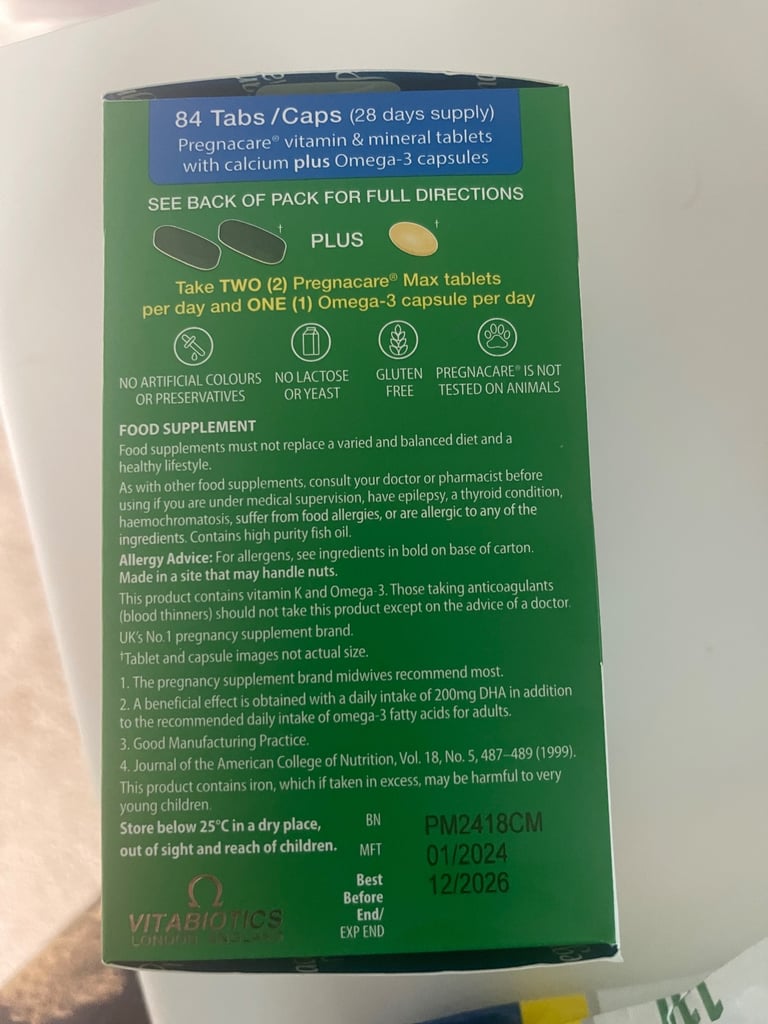 84 Tabs/Caps (28 days supply)
Pregnacare® vitamin & mineral tablets
with calcium plus Omega-3 capsules
SEE BACK OF PACK FOR FULL DIRECTIONS
† PLUS †
Take TWO (2) Pregnacare® Max tablets
per day and ONE (1) Omega-3 capsule per day
NO ARTIFICIAL COLOURS
OR PRESERVATIVES
NO LACTOSE
OR YEAST
GLUTEN
FREE
PREGNACARE® IS NOT
TESTED ON ANIMALS
FOOD SUPPLEMENT
Food supplements must not replace a varied and balanced diet and a
healthy lifestyle.
As with other food supplements, consult your doctor or pharmacist before
using if you are under medical supervision, have epilepsy, a thyroid condition,
haemochromatosis, suffer from food allergies, or are allergic to any of the
ingredients. Contains high purity fish oil.
Allergy Advice: For allergens, see ingredients in bold on base of carton.
Made in a site that may handle nuts.
This product contains vitamin K and Omega-3. Those taking anticoagulants
(blood thinners) should not take this product except on the advice of a doctor.
UK's No.1 pregnancy supplement brand.
†Tablet and capsule images not actual size.
1. The pregnancy supplement brand midwives recommend most.
2. A beneficial effect is obtained with a daily intake of 200mg DHA in addition
to the recommended daily intake of omega-3 fatty acids for adults.
3. Good Manufacturing Practice.
4. Journal of the American College of Nutrition, Vol. 18, No. 5, 487–489 (1999).
This product contains iron, which if taken in excess, may be harmful to very
young children.
Store below 25°C in a dry place,
out of sight and reach of children.
BN PM2418CM
MFT 01/2024
Best
Before
End/
EXP END
12/2026
VITABIOTICS
LONDON ENGLAND